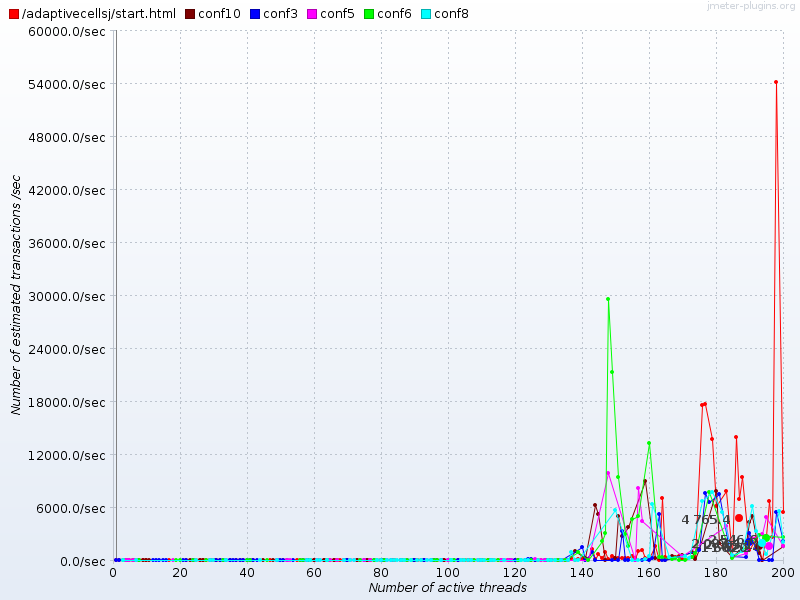 /adaptivecellsj/start.html conf10 conf3 conf5 conf6 conf8
jmeter-plugins.org
Number of estimated transactions /sec
60000.0/sec
54000.0/sec
48000.0/sec
42000.0/sec
36000.0/sec
30000.0/sec
24000.0/sec
18000.0/sec
12000.0/sec
6000.0/sec
0.0/sec
4 765.4
0 20 40 60 80 100 120 140 160 180 200
Number of active threads